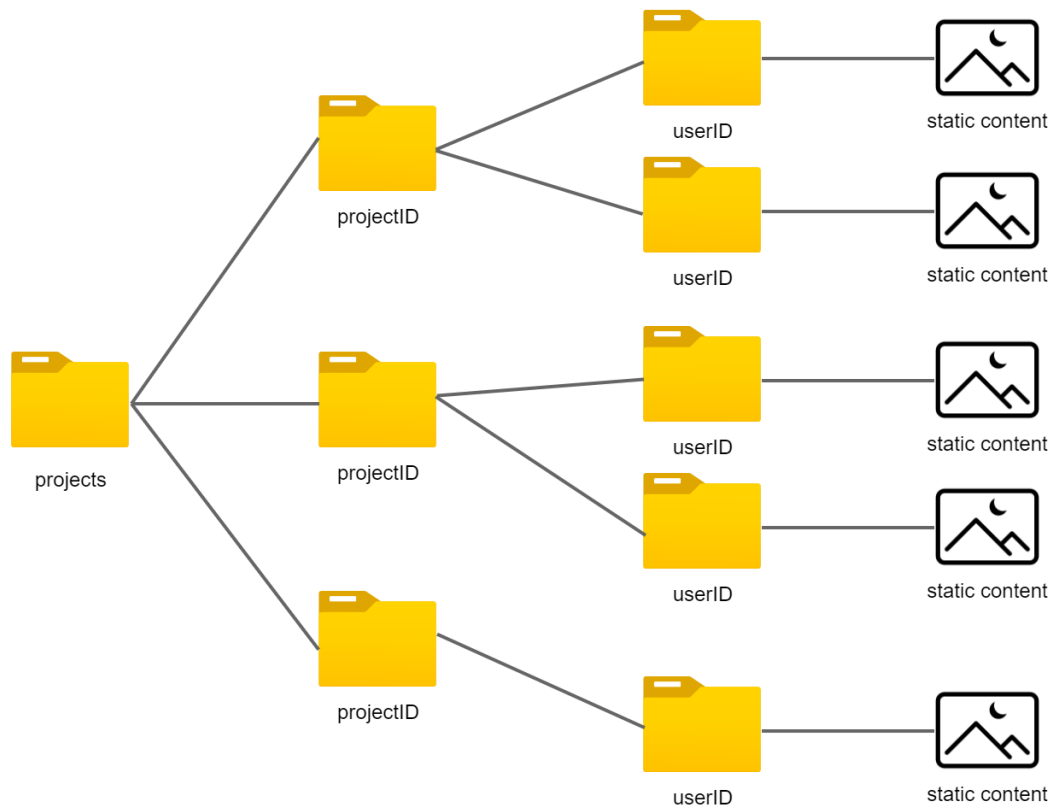 userID
static content
projectID
userID
static content
projects
projectID
userID
static content
userID
static content
projectID
userID
static content